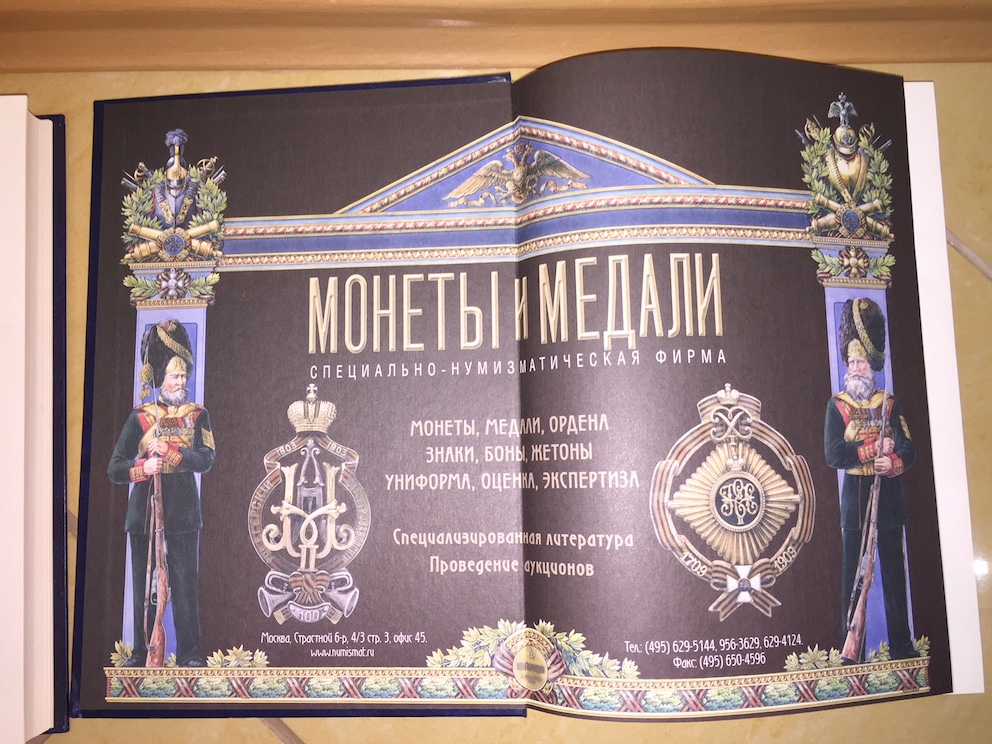 МОНЕТЫ И МЕДАЛИ
СПЕЦИАЛЬНО-НУМИЗМАТИЧЕСКАЯ ФИРМА
МОНЕТЫ, МЕДАЛИ, ОРДЕНА
ЗНАКИ, БОНЫ, ЖЕТОНЫ
УНИФОРМА, ОЦЕНКА, ЭКСПЕРТИЗА
Специализированная литература
Проведение аукционов
1709 1909
Москва, Страстной б-р, 4/3 стр. 3, офис 45.
www.numismat.ru
Тел.: (495) 629-5144, 956-3629, 629-4124.
Факс: (495) 650-4596